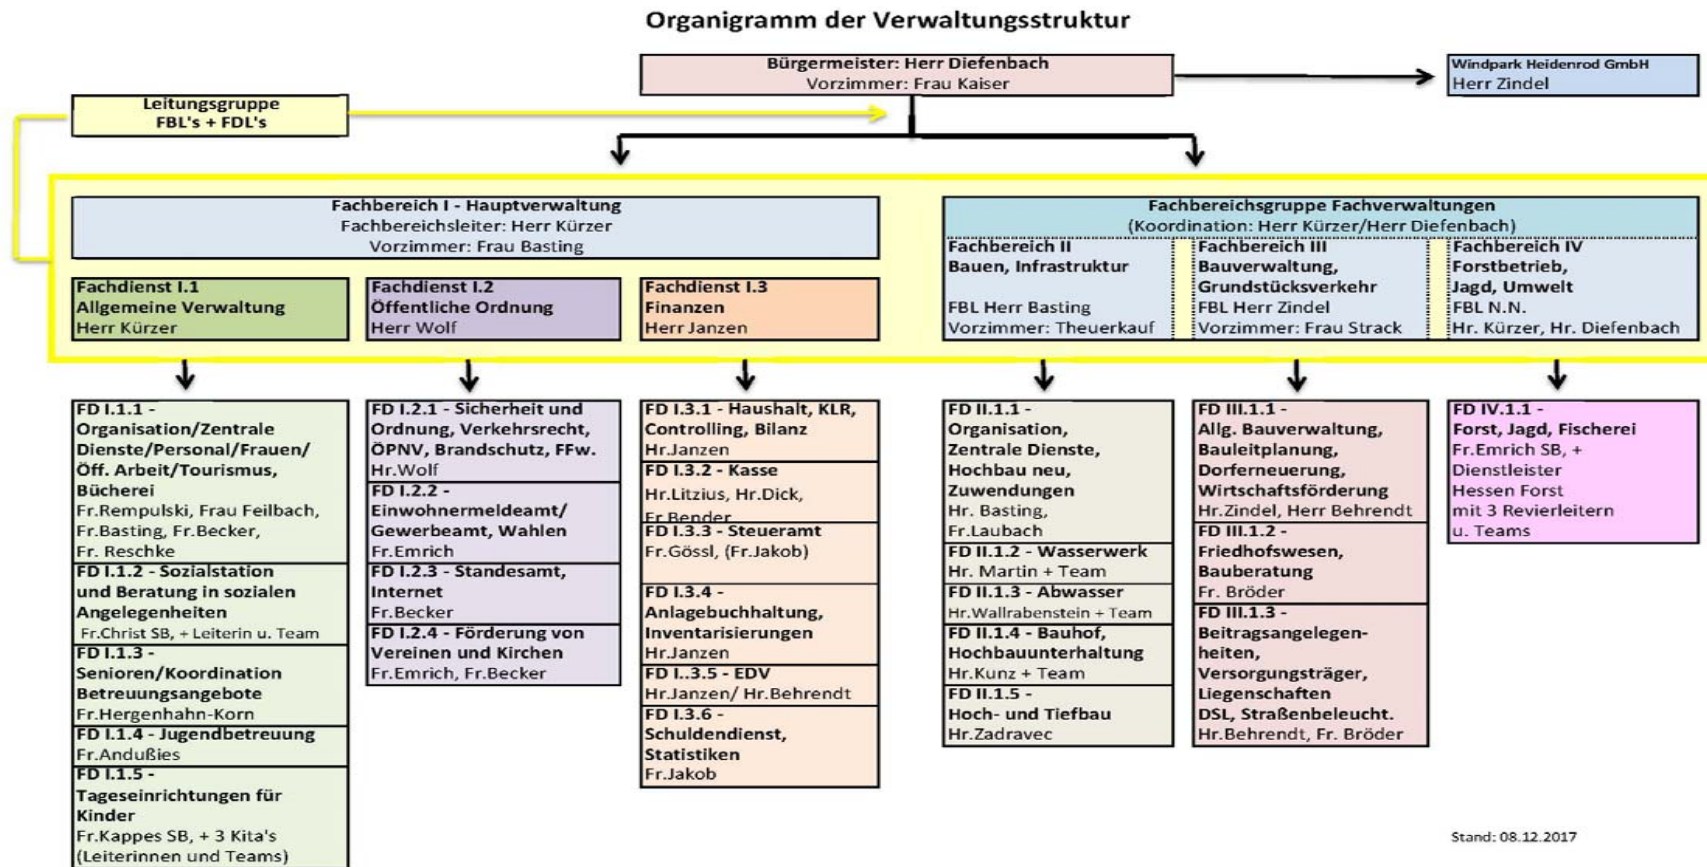 Organigramm der Verwaltungsstruktur
Bürgermeister: Herr Diefenbach
Vorzimmer: Frau Kaiser
Windpark Heidenrod GmbH
Herr Zindel
Leitungsgruppe
FBL's + FDL's
Fachbereich I - Hauptverwaltung
Fachbereichsleiter: Herr Kürzer
Vorzimmer: Frau Basting
Fachdienst I.1
Allgemeine Verwaltung
Herr Kürzer
Fachdienst I.2
Öffentliche Ordnung
Herr Wolf
Fachdienst I.3
Finanzen
Herr Janzen
Fachbereichsgruppe Fachverwaltungen
(Koordination: Herr Kürzer/Herr Diefenbach)
Fachbereich II
Bauen, Infrastruktur
FBL Herr Basting
Vorzimmer: Theuerkauf
Fachbereich III
Bauverwaltung,
Grundstücksverkehr
FBL Herr Zindel
Vorzimmer: Frau Strack
Fachbereich IV
Forstbetrieb,
Jagd, Umwelt
FBL N.N.
Hr. Kürzer, Hr. Diefenbach
FD I.1.1 -
Organisation/Zentrale
Dienste/Personal/Frauen/
Öff. Arbeit/Tourismus,
Bücherei
Fr.Rempulski, Frau Feilbach,
Fr.Basting, Fr.Becker,
Fr. Reschke
FD I.1.2 - Sozialstation
und Beratung in sozialen
Angelegenheiten
Fr.Christ SB, + Leiterin u. Team
FD I.1.3 -
Senioren/Koordination
Betreuungsangebote
Fr.Hergenhahn-Korn
FD I.1.4 - Jugendbetreuung
Fr.Andußies
FD I.1.5 -
Tageseinrichtungen für
Kinder
Fr.Kappes SB, + 3 Kita's
(Leiterinnen und Teams)
FD I.2.1 - Sicherheit und
Ordnung, Verkehrsrecht,
ÖPNV, Brandschutz, FFw.
Hr.Wolf
FD I.2.2 -
Einwohnermeldeamt/
Gewerbeamt, Wahlen
Fr.Emrich
FD I.2.3 - Standesamt,
Internet
Fr.Becker
FD I.2.4 - Förderung von
Vereinen und Kirchen
Fr.Emrich, Fr.Becker
FD I.3.1 - Haushalt, KLR,
Controlling, Bilanz
Hr.Janzen
FD I.3.2 - Kasse
Hr.Litzius, Hr.Dick,
Fr.Bender
FD I.3.3 - Steueramt
Fr.Gössl, (Fr.Jakob)
FD I.3.4 -
Anlagebuchhaltung,
Inventarisierungen
Hr.Janzen
FD I..3.5 - EDV
Hr.Janzen/ Hr.Behrendt
FD I.3.6 -
Schuldendienst,
Statistiken
Fr.Jakob
FD II.1.1 -
Organisation,
Zentrale Dienste,
Hochbau neu,
Zuwendungen
Hr. Basting,
Fr.Laubach
FD II.1.2 - Wasserwerk
Hr. Martin + Team
FD II.1.3 - Abwasser
Hr.Wallrabenstein + Team
FD II.1.4 - Bauhof,
Hochbauunterhaltung
Hr.Kunz + Team
FD II.1.5 -
Hoch- und Tiefbau
Hr.Zadravec
FD III.1.1 -
Allg. Bauverwaltung,
Bauleitplanung,
Dorferneuerung,
Wirtschaftsförderung
Hr.Zindel, Herr Behrendt
FD III.1.2 -
Friedhofswesen,
Bauberatung
Fr. Bröder
FD III.1.3 -
Beitragsangelegen-
heiten,
Versorgungsträger,
Liegenschaften
DSL, Straßenbeleucht.
Hr.Behrendt, Fr. Bröder
FD IV.1.1 -
Forst, Jagd, Fischerei
Fr.Emrich SB, +
Dienstleister
Hessen Forst
mit 3 Revierleitern
u. Teams
Stand: 08.12.2017